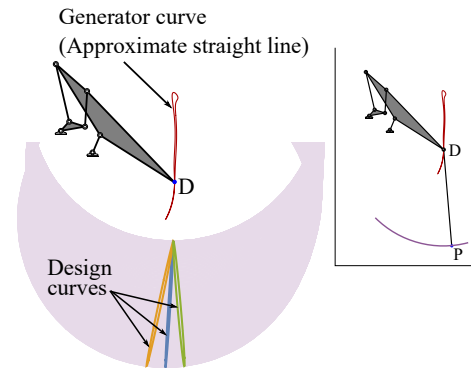 Generator curve
(Approximate straight line)
D
Design
curves
D
P